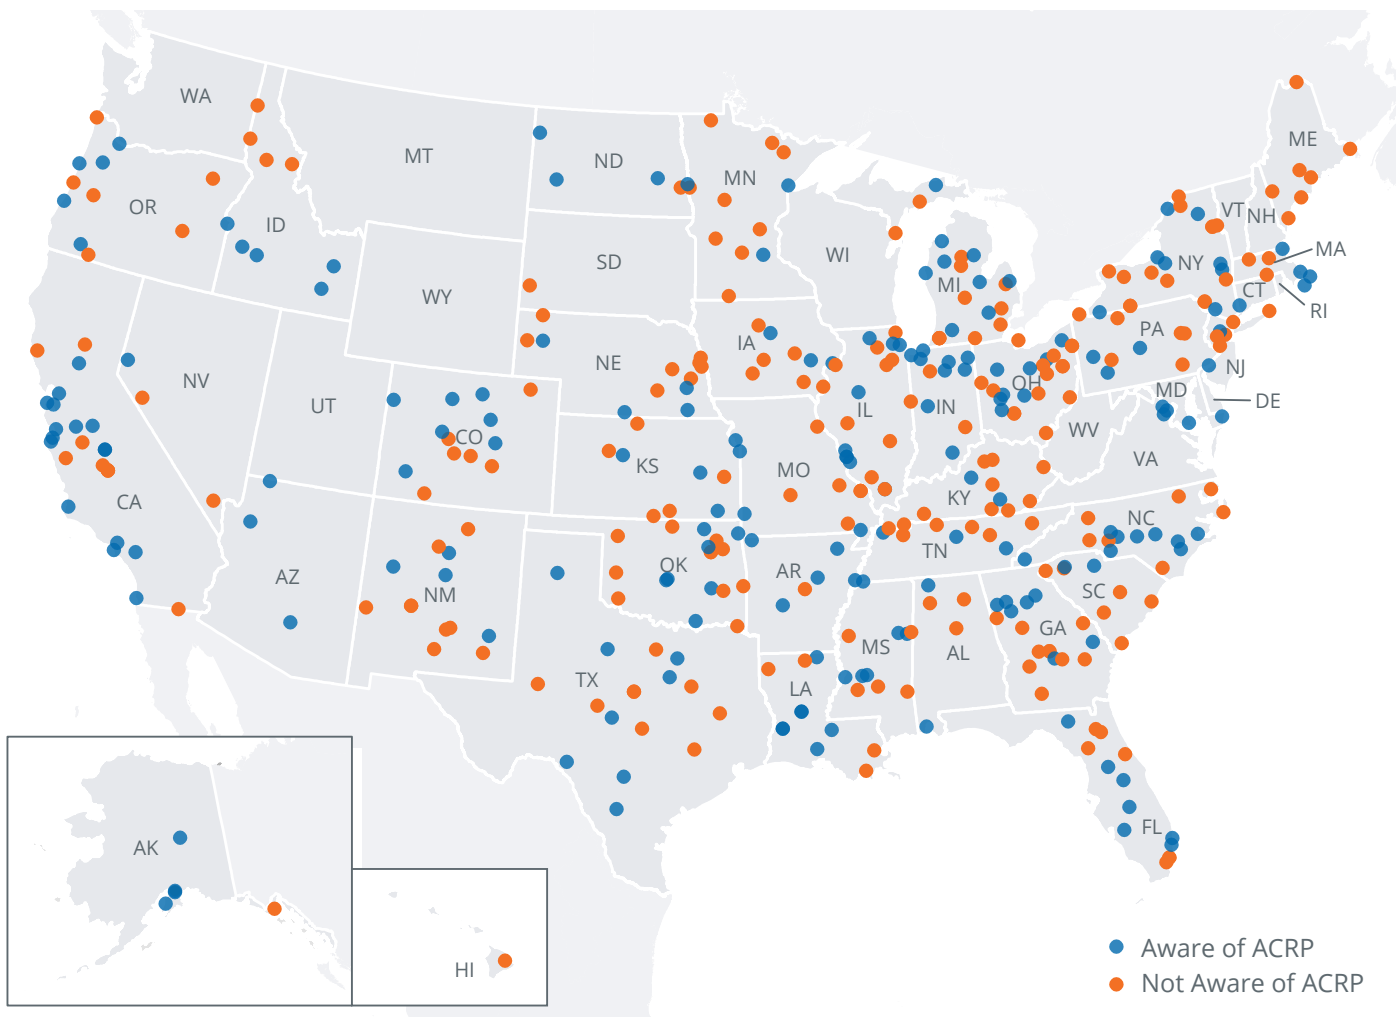 WA
MT
ND
MN
ME
OR
ID
VT
NH
MA
SD
WI
MI
NY
WY
CT
RI
IA
PA
NE
NV
NJ
UT
OH
MD
DE
IL
IN
CO
WV
KS
MO
VA
CA
KY
NC
TN
OK
AR
AZ
NM
SC
GA
MS
AL
TX
LA
FL
AK
HI
Aware of ACRP
Not Aware of ACRP